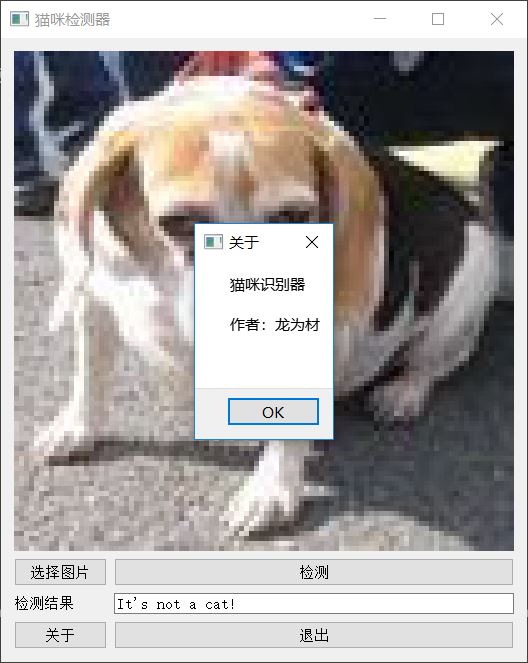 猫咪检测器
关于
猫咪识别器
作者：龙为材
OK
选择图片 检测
检测结果 It's not a cat!
关于 退出